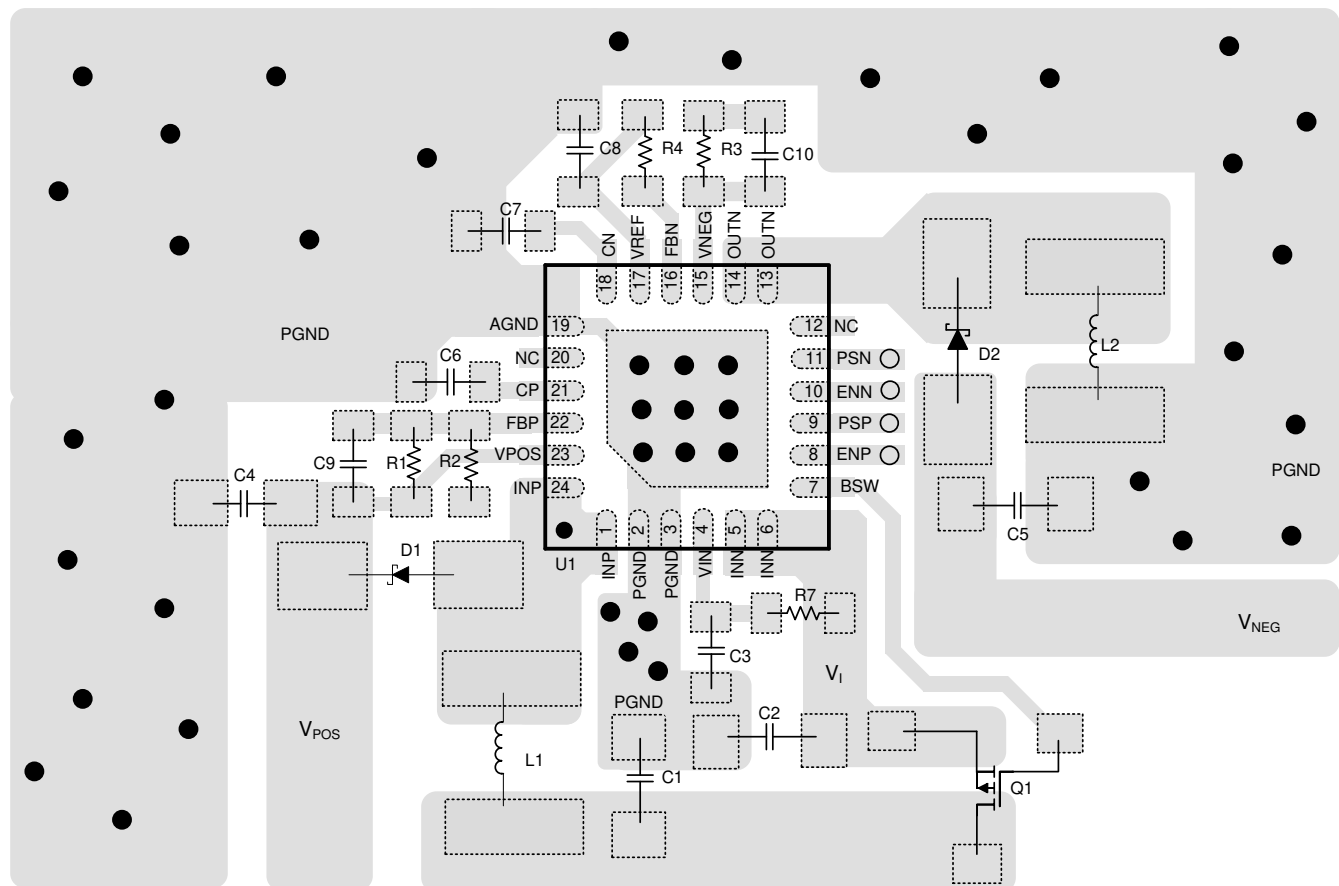 C8
R4
R3
C10
C7
CN
VREF
FBN
VNEG
OUTN
OUTN
18
17
16
15
14
13
PGND
AGND
19
12
NC
NC
20
11
PSN
D2
L2
C6
CP
21
10
ENN
FBP
22
9
PSP
C9
R1
R2
VPOS
23
8
ENP
PGND
C4
INP
24
7
BSW
C5
1
2
3
4
5
6
D1
U1
INP
PGND
PGND
VIN
INN
INN
R7
VNEG
C3
VI
PGND
VPOS
C2
L1
C1
Q1